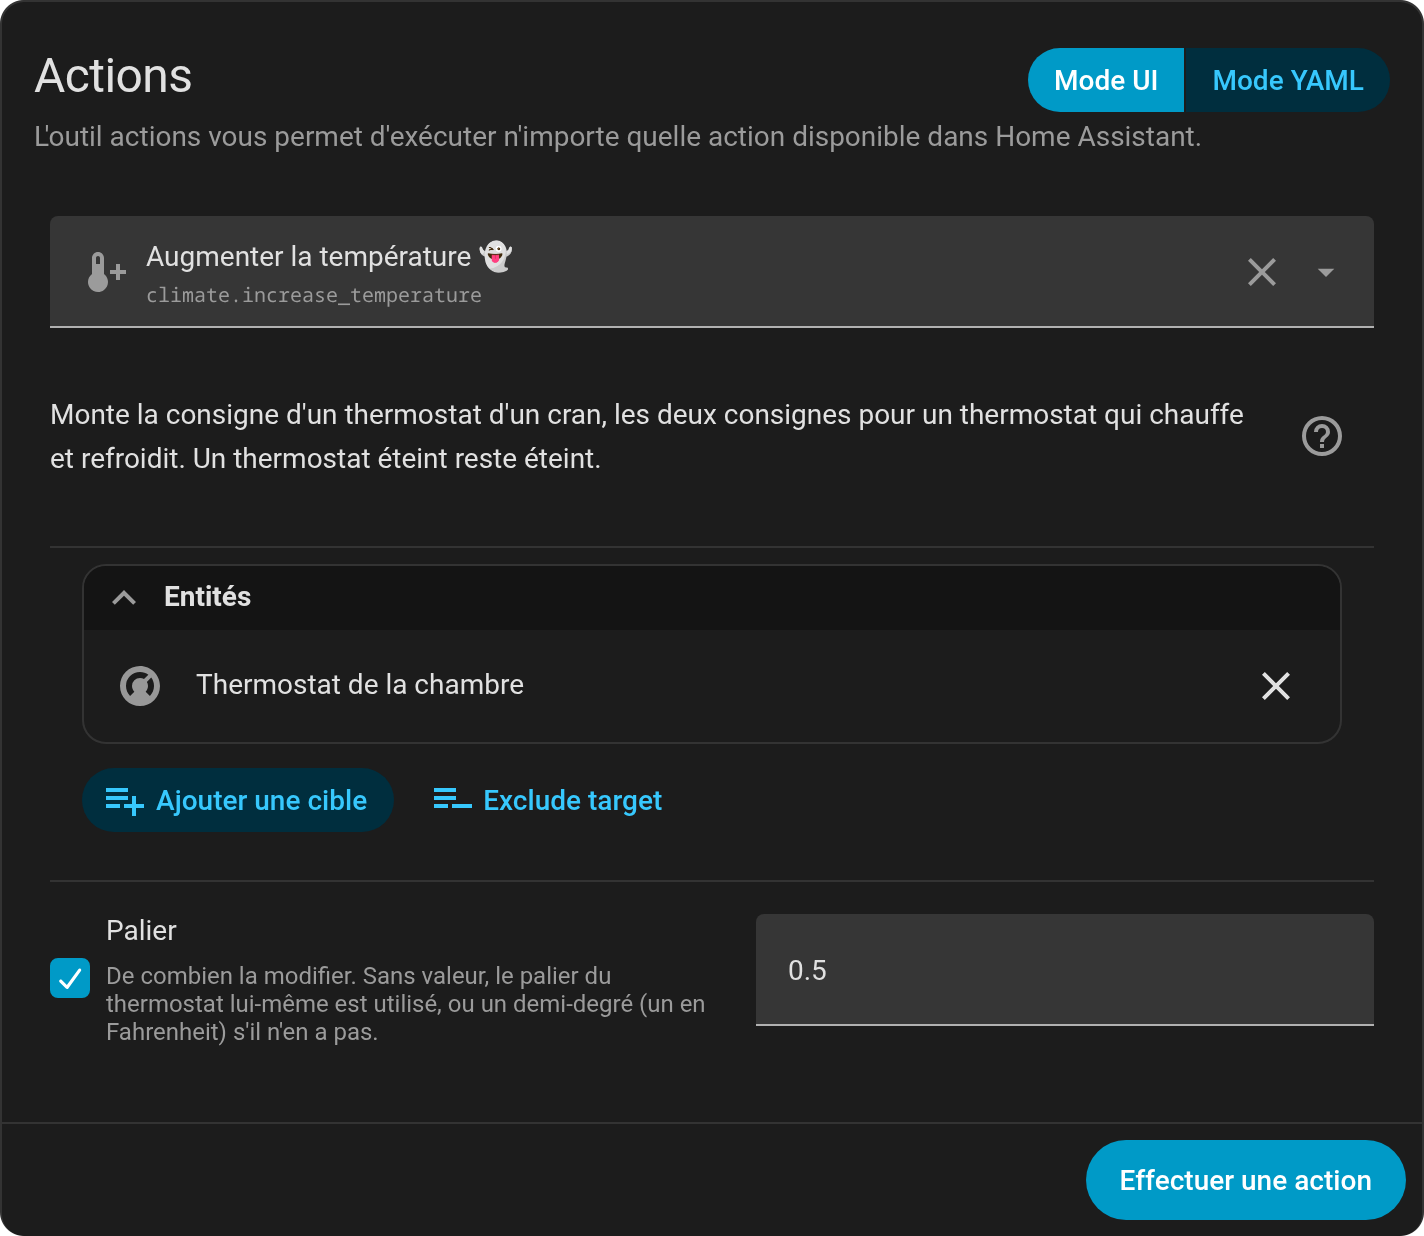 Actions
Mode UI
Mode YAML
L'outil actions vous permet d'exécuter n'importe quelle action disponible dans Home Assistant.
Augmenter la température 👻
climate.increase_temperature
Monte la consigne d'un thermostat d'un cran, les deux consignes pour un thermostat qui chauffe
et refroidit. Un thermostat éteint reste éteint.
Entités
Thermostat de la chambre
Ajouter une cible
Exclude target
Palier
De combien la modifier. Sans valeur, le palier du
thermostat lui-même est utilisé, ou un demi-degré (un en
Fahrenheit) s'il n'en a pas.
0.5
Effectuer une action